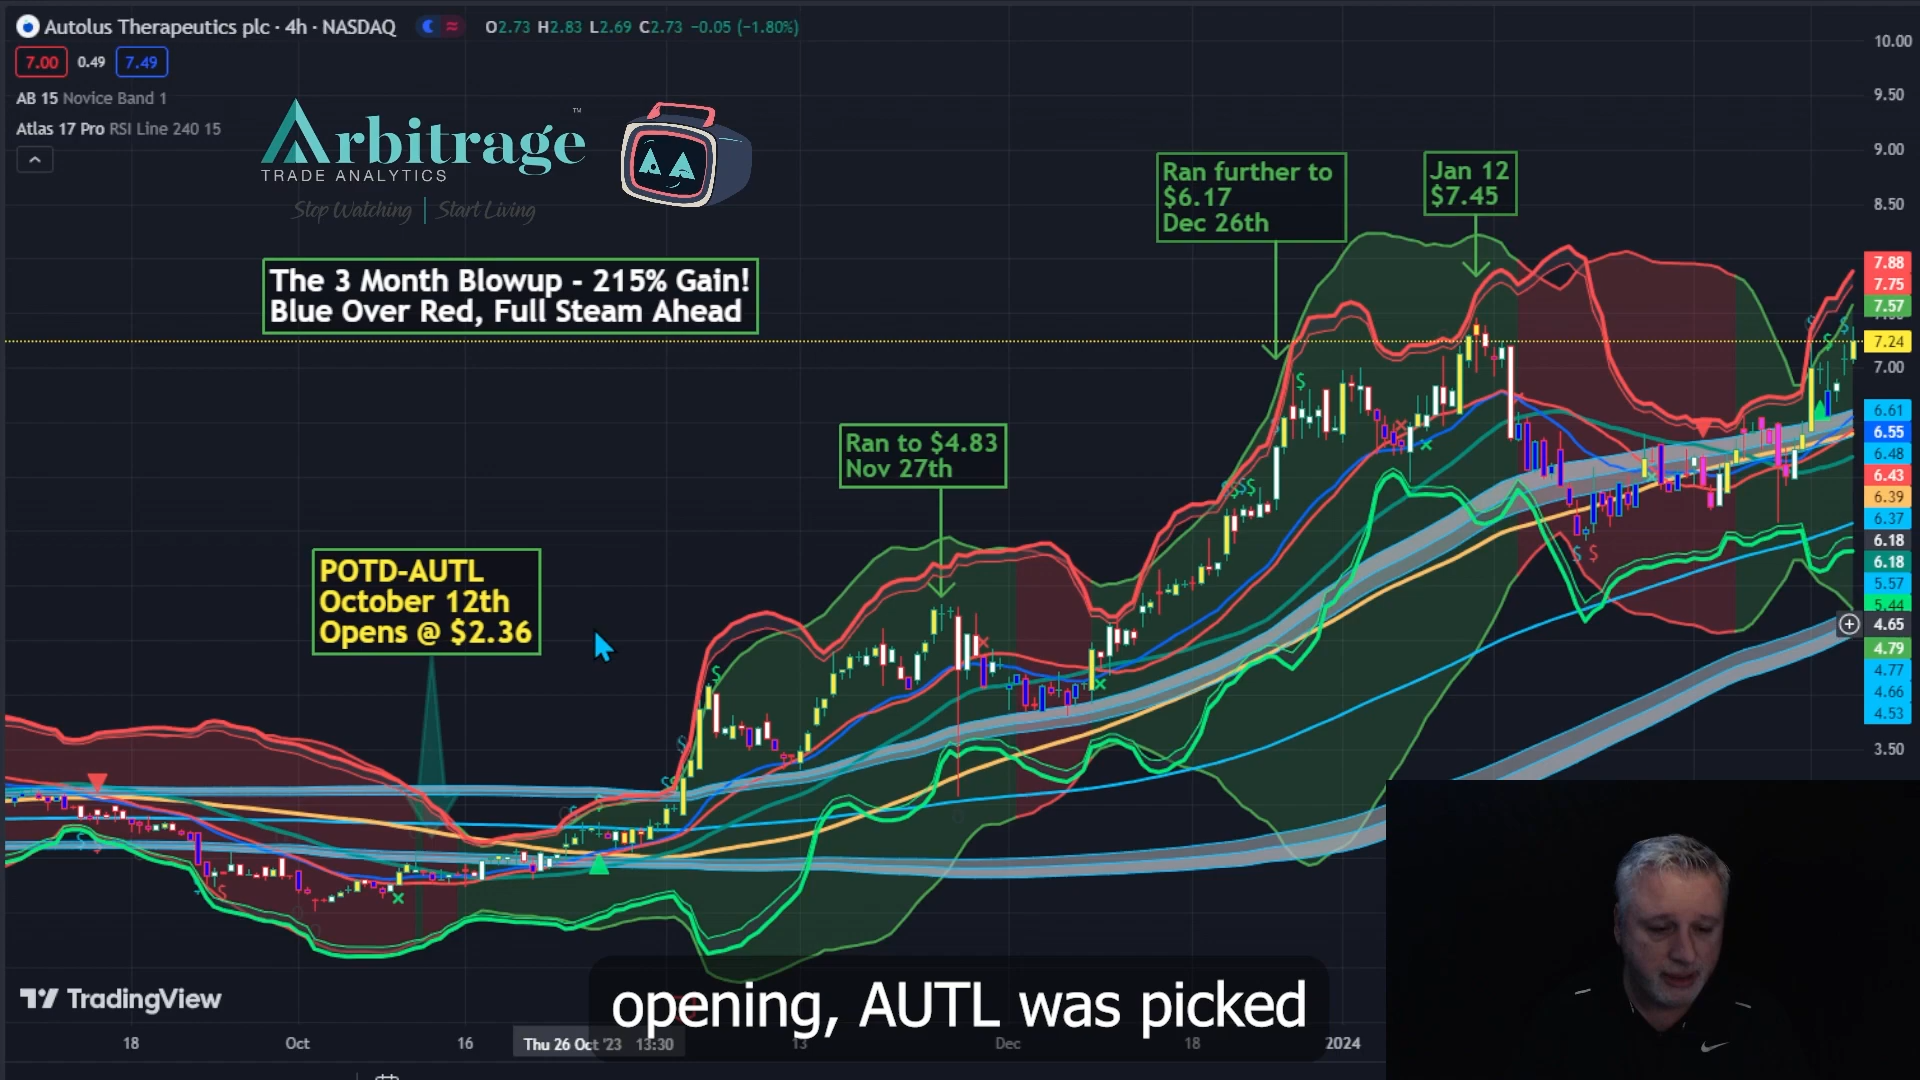 Autolus Therapeutics plc · 4h · NASDAQ
O2.73 H2.83 L2.69 C2.73 −0.05 (−1.80%)
7.00 0.49 7.49
AB 15 Novice Band 1
Atlas 17 Pro RSI Line 240 15
Arbitrage™
TRADE ANALYTICS
Stop Watching | Start Living
The 3 Month Blowup - 215% Gain!
Blue Over Red, Full Steam Ahead
POTD-AUTL
October 12th
Opens @ $2.36
Ran to $4.83
Nov 27th
Ran further to
$6.17
Dec 26th
Jan 12
$7.45
10.00
9.50
9.00
8.50
7.88
7.75
7.57
7.24
7.00
6.61
6.55
6.48
6.43
6.39
6.37
6.18
6.18
5.57
5.44
4.65
4.79
4.77
4.66
4.53
3.50
TradingView
opening, AUTL was picked
18 Oct 16 Thu 26 Oct '23 13:30 13 Dec 18 2024